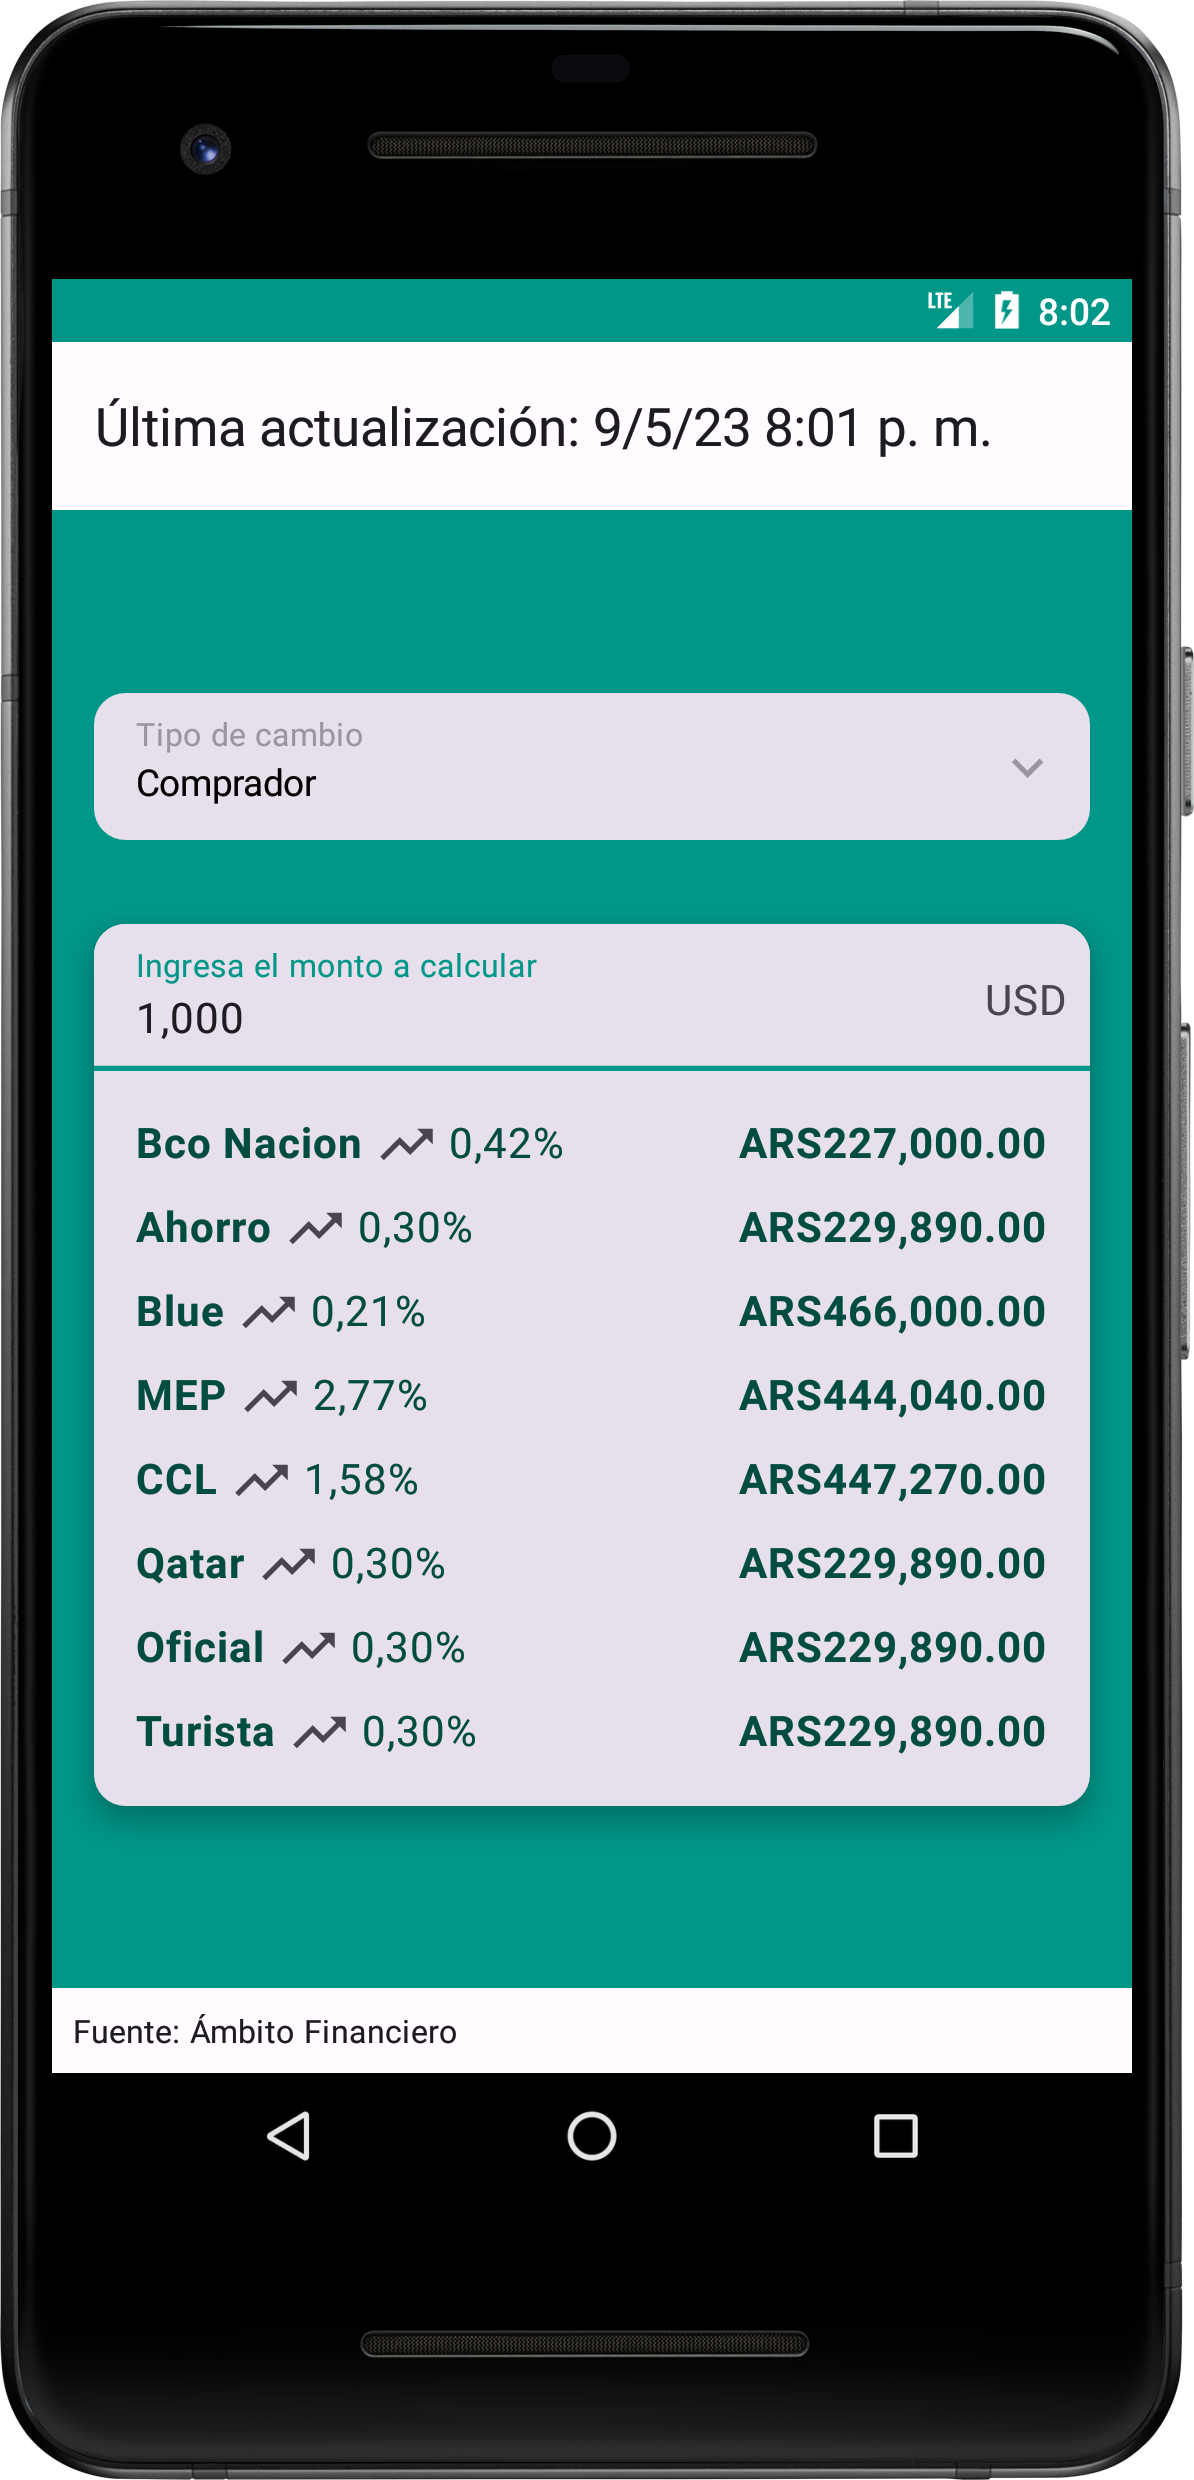 LTE 8:02
Última actualización: 9/5/23 8:01 p. m.
Tipo de cambio
Comprador
Ingresa el monto a calcular
1,000 USD
Bco Nacion 0,42% ARS227,000.00
Ahorro 0,30% ARS229,890.00
Blue 0,21% ARS466,000.00
MEP 2,77% ARS444,040.00
CCL 1,58% ARS447,270.00
Qatar 0,30% ARS229,890.00
Oficial 0,30% ARS229,890.00
Turista 0,30% ARS229,890.00
Fuente: Ámbito Financiero